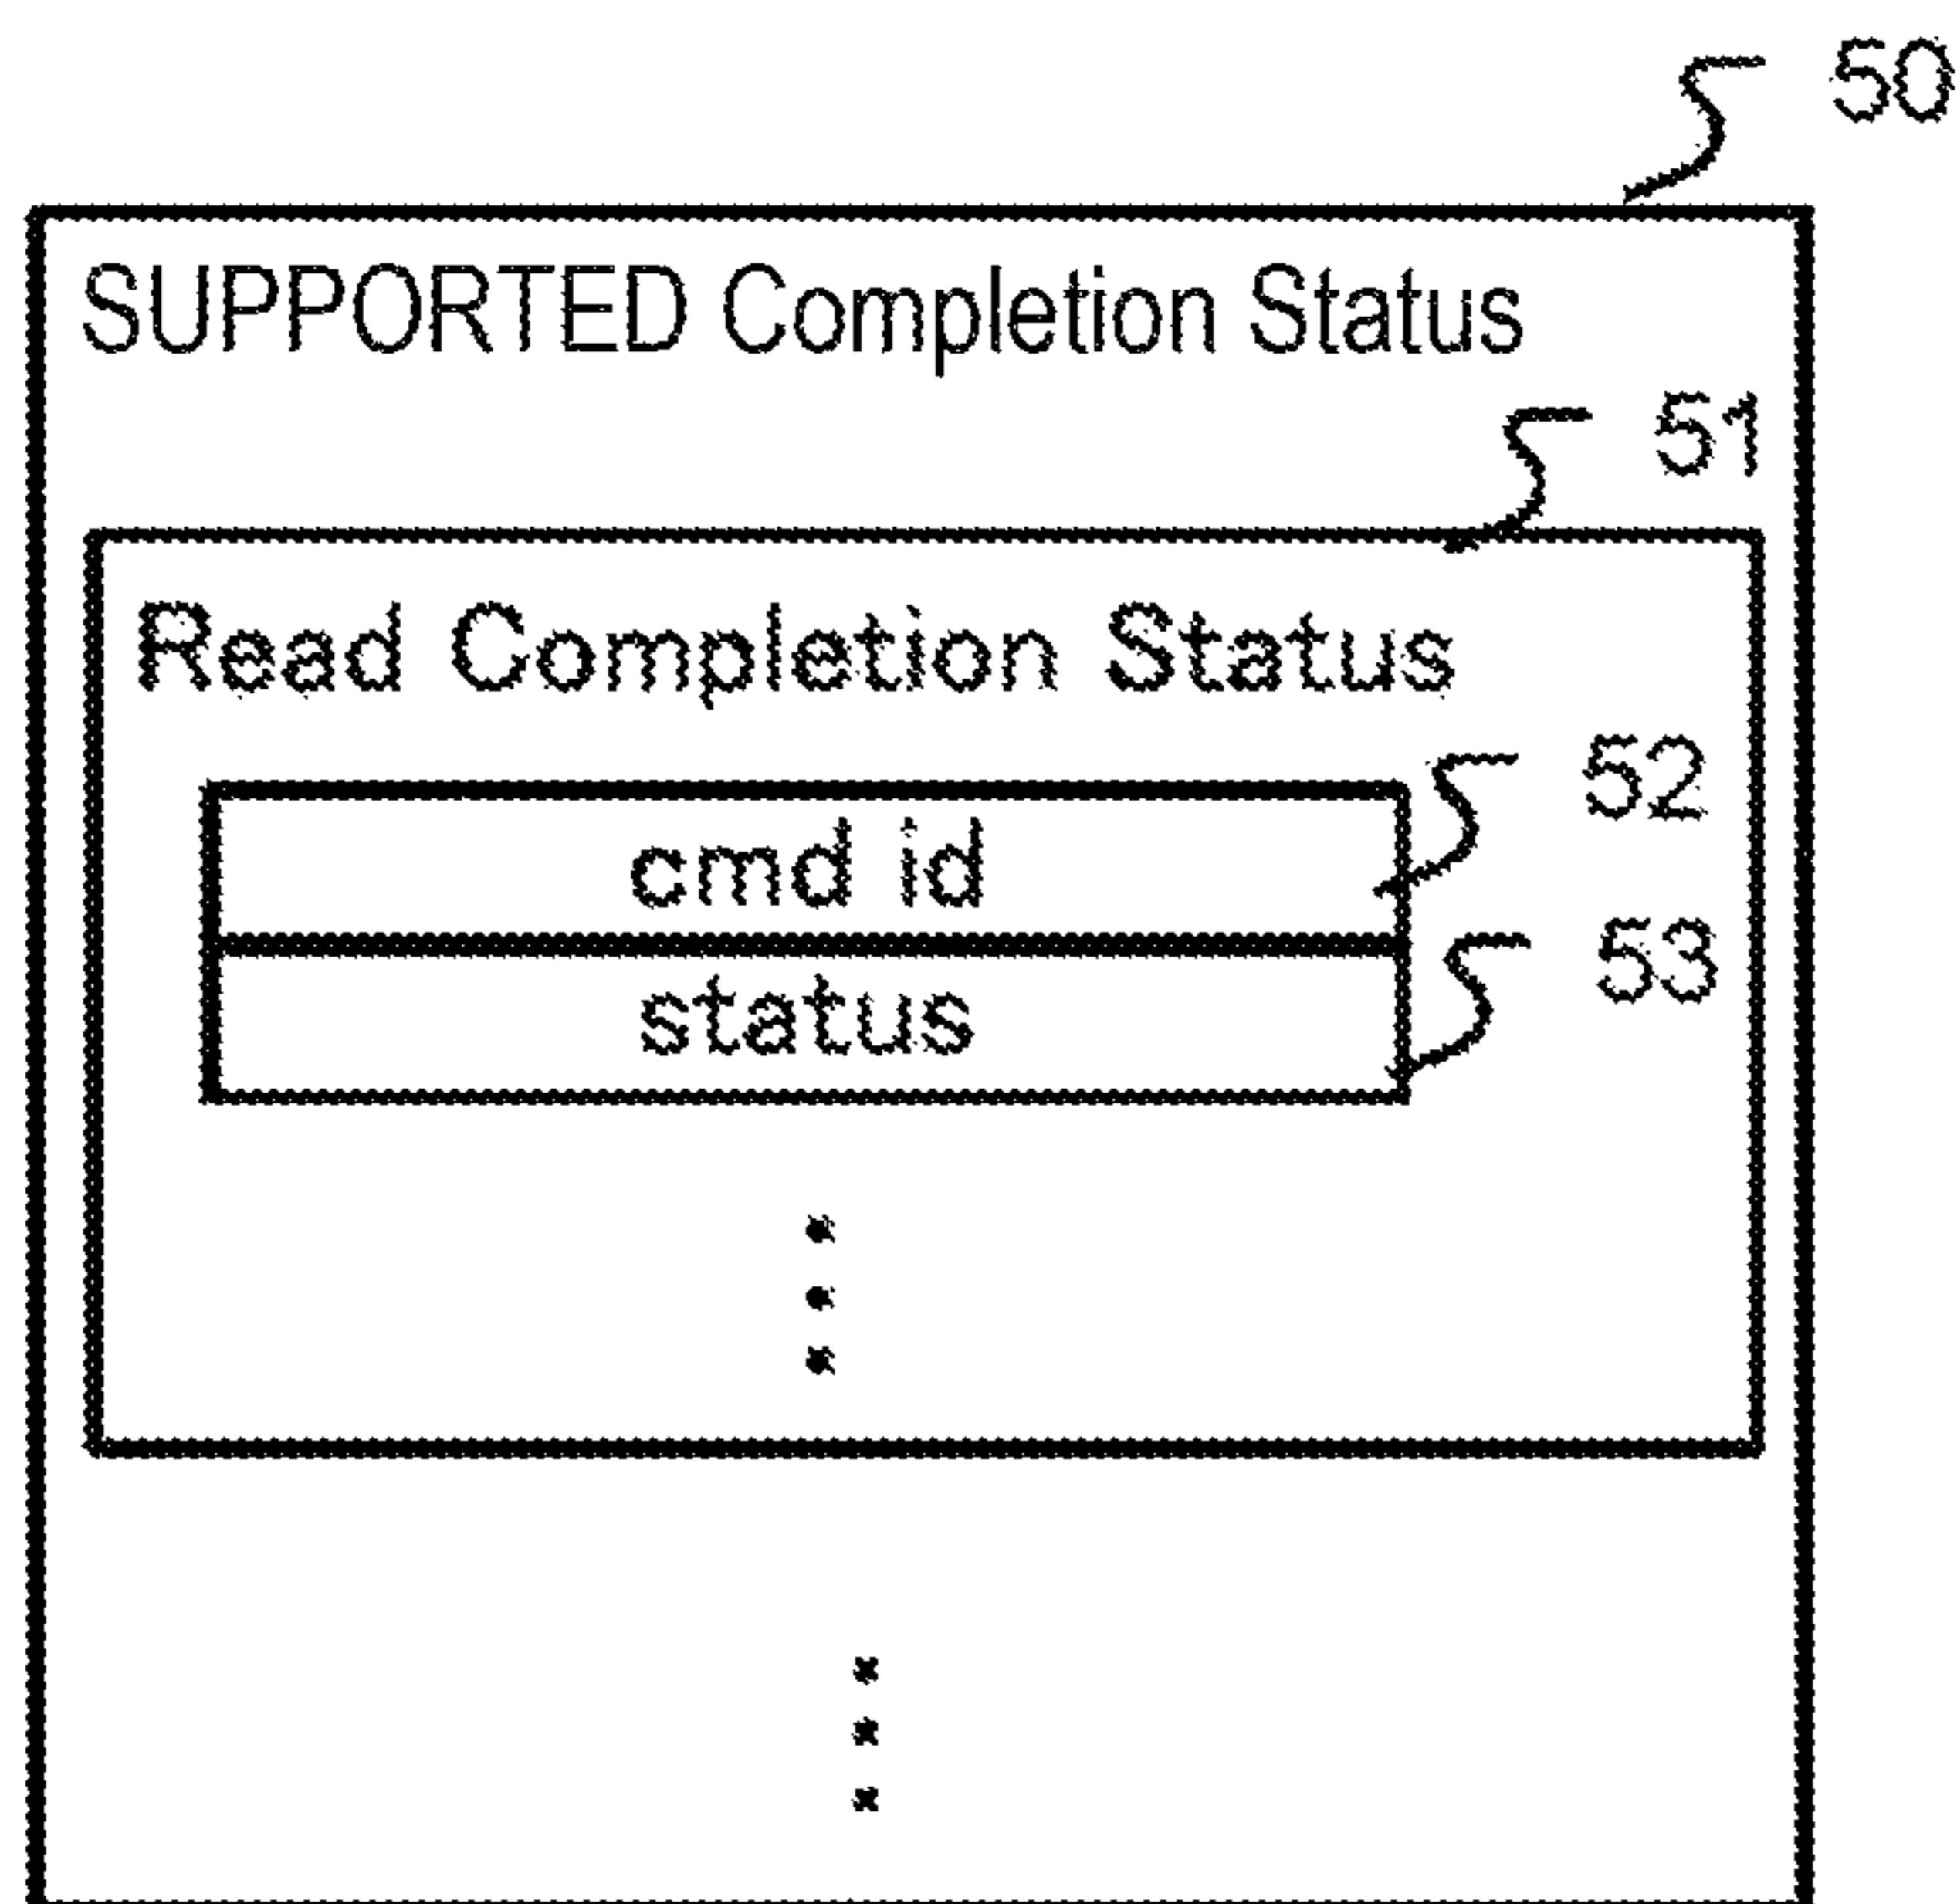 50
SUPPORTED Completion Status
51
Read Completion Status
52
cmd id
53
status